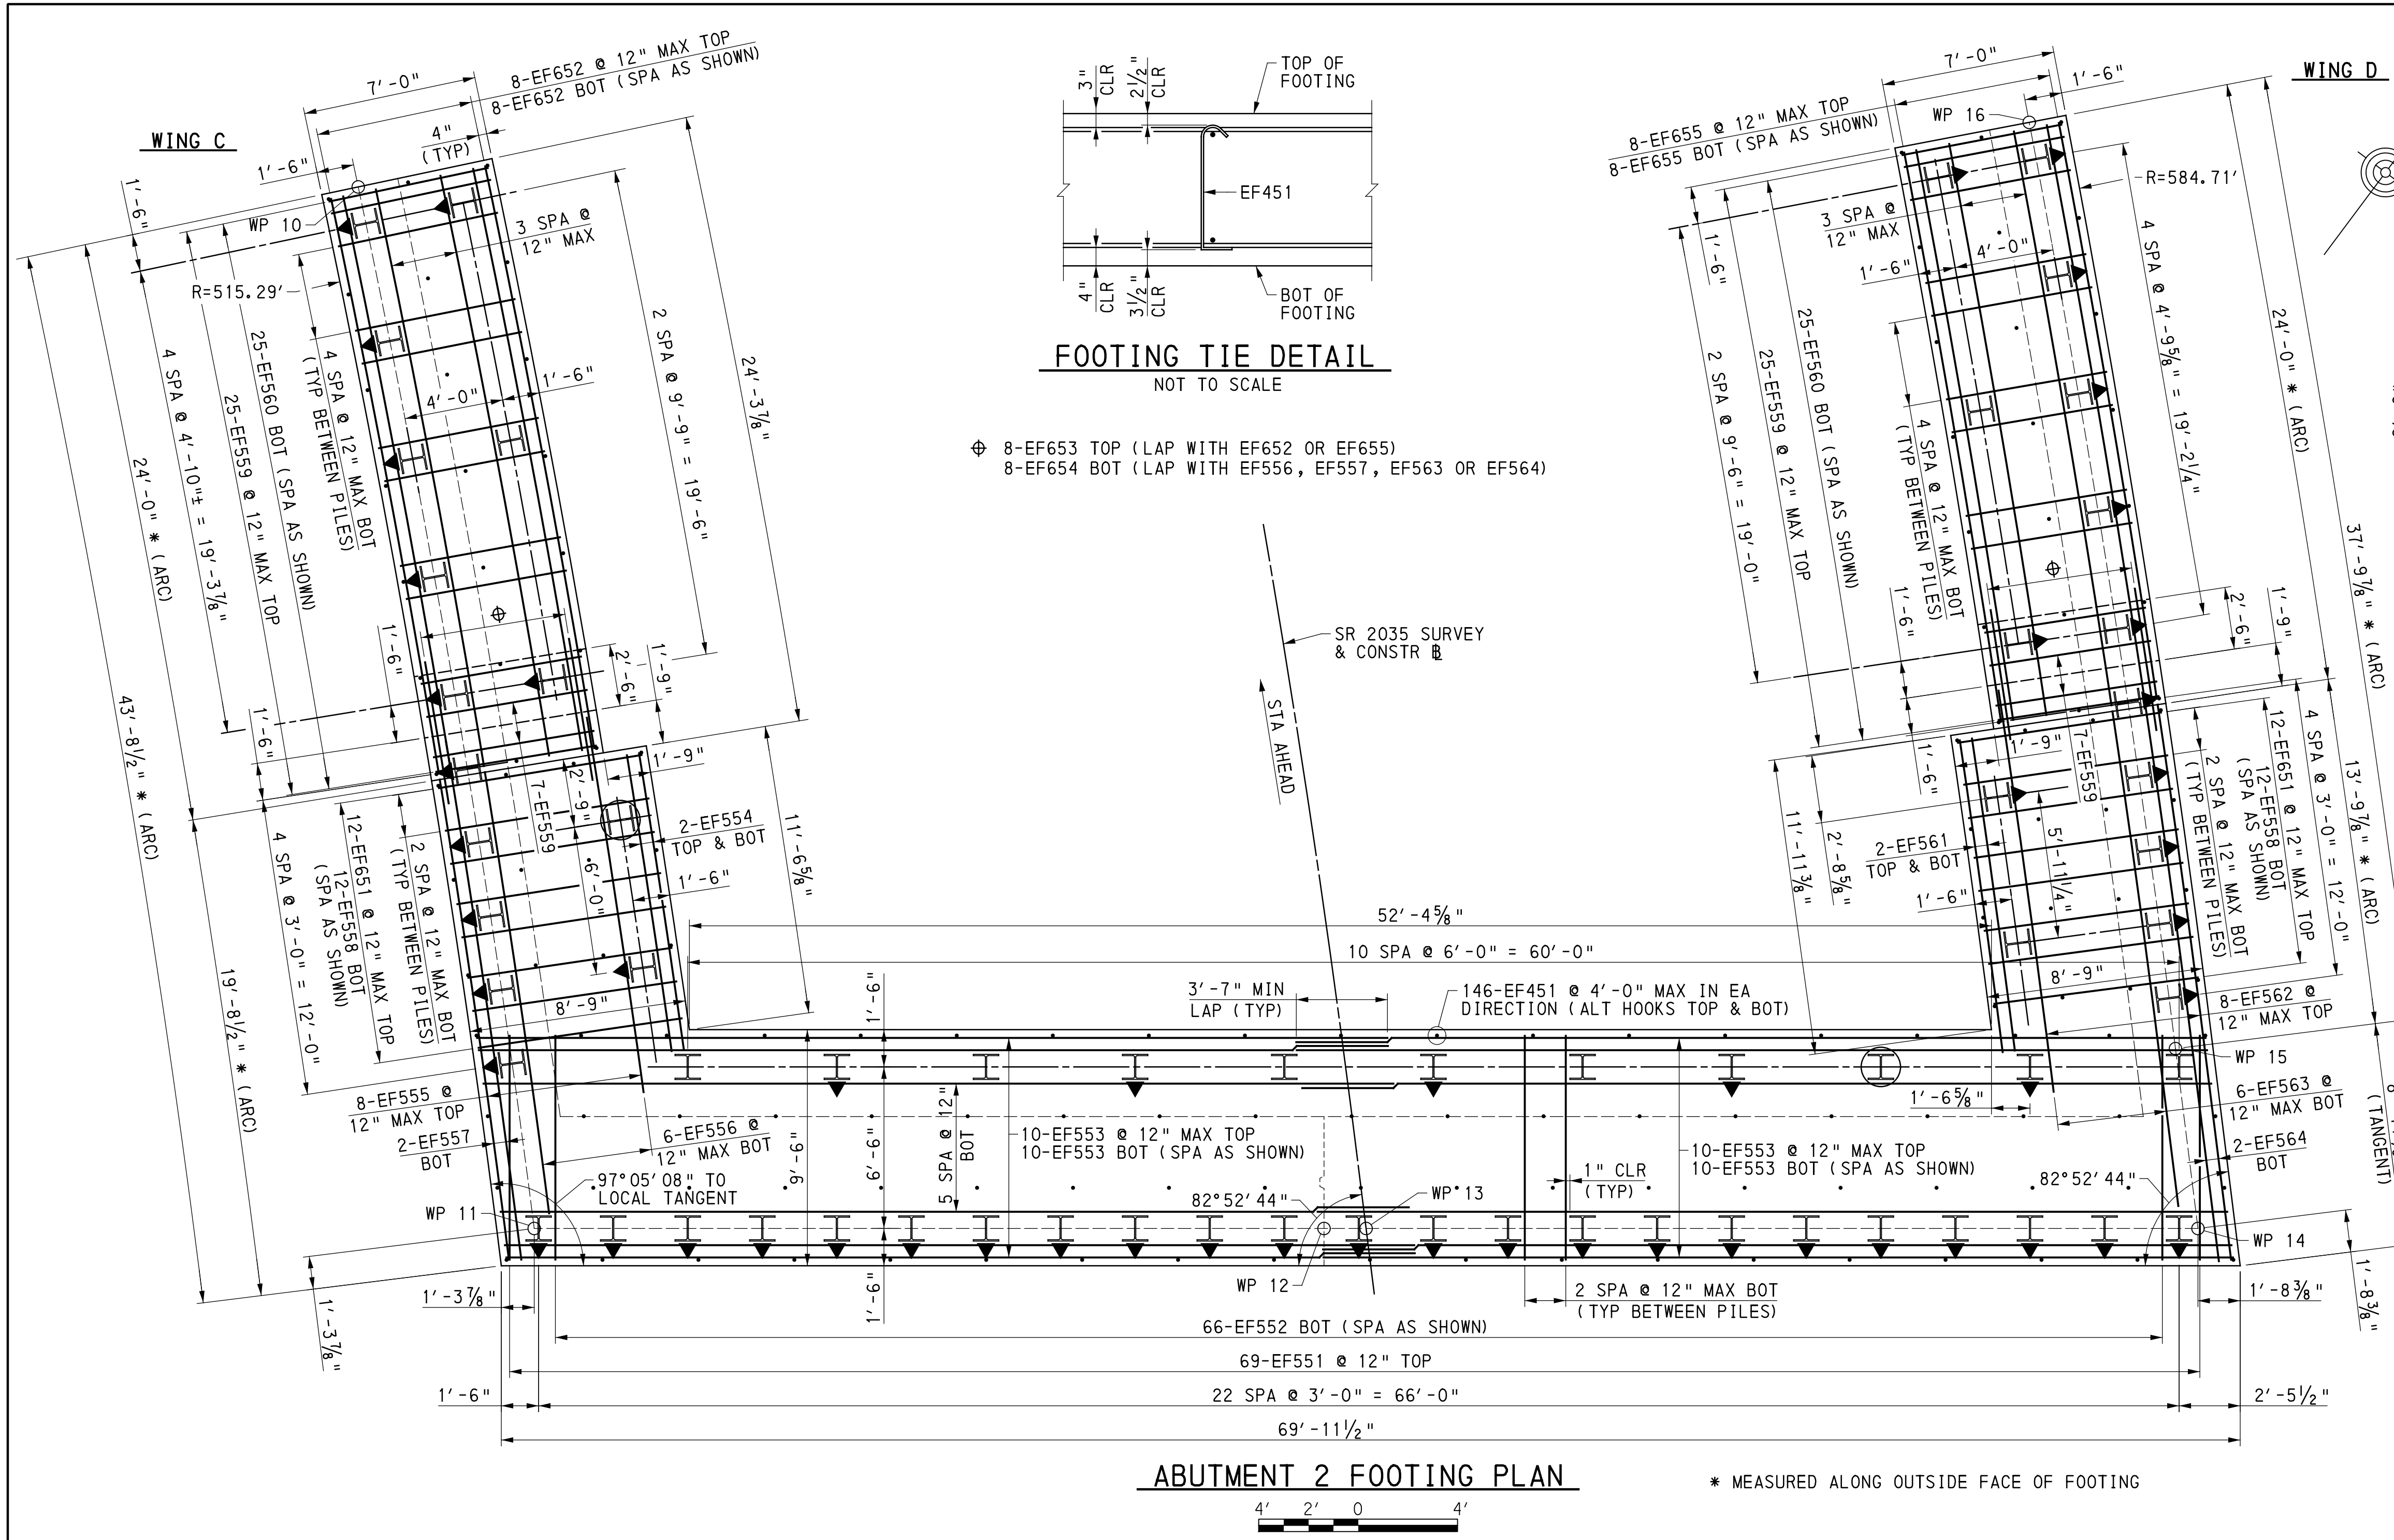 WING C
7'-0"
8-EF652 @ 12" MAX TOP
8-EF652 BOT (SPA AS SHOWN)
4"
(TYP)
1'-6"
1'-6"
WP 10
3 SPA @
12" MAX
R=515.29'
4 SPA @ 12" MAX BOT
(TYP BETWEEN PILES)
25-EF560 BOT (SPA AS SHOWN)
25-EF559 @ 12" MAX TOP
4 SPA @ 4'-10"± = 19'-3⅞"
24'-0" * (ARC)
43'-8½" * (ARC)
2 SPA @ 9'-9" = 19'-6"
24'-3⅞"
4'-0"
1'-6"
1'-6"
2'-6"
1'-9"
1'-6"
1'-9"
2'-9"
7-EF559
2-EF554
TOP & BOT
11'-6⅝"
1'-6"
6'-0"
4 SPA @ 3'-0" = 12'-0"
12-EF651 @ 12" MAX TOP
12-EF558 BOT
(SPA AS SHOWN)
2 SPA @ 12" MAX BOT
(TYP BETWEEN PILES)
19'-8½" * (ARC)
8'-9"
8-EF555 @
12" MAX TOP
2-EF557
BOT
6-EF556 @
12" MAX BOT
97°05'08" TO
LOCAL TANGENT
WP 11
1'-3⅞"
1'-3⅞"
3"
CLR
2½"
CLR
TOP OF
FOOTING
EF451
4"
CLR
3½"
CLR
BOT OF
FOOTING
FOOTING TIE DETAIL
NOT TO SCALE
8-EF653 TOP (LAP WITH EF652 OR EF655)
8-EF654 BOT (LAP WITH EF556, EF557, EF563 OR EF564)
SR 2035 SURVEY
& CONSTR BL
STA AHEAD
52'-4⅝"
10 SPA @ 6'-0" = 60'-0"
3'-7" MIN
LAP (TYP)
146-EF451 @ 4'-0" MAX IN EA
DIRECTION (ALT HOOKS TOP & BOT)
1'-6"
9'-6"
6'-6"
1'-6"
5 SPA @ 12"
BOT
10-EF553 @ 12" MAX TOP
10-EF553 BOT (SPA AS SHOWN)
10-EF553 @ 12" MAX TOP
10-EF553 BOT (SPA AS SHOWN)
1" CLR
(TYP)
82°52'44"
WP 13
WP 12
82°52'44"
2 SPA @ 12" MAX BOT
(TYP BETWEEN PILES)
66-EF552 BOT (SPA AS SHOWN)
69-EF551 @ 12" TOP
1'-6"
22 SPA @ 3'-0" = 66'-0"
2'-5½"
69'-11½"
WING D
7'-0"
1'-6"
8-EF655 @ 12" MAX TOP
8-EF655 BOT (SPA AS SHOWN)
WP 16
R=584.71'
3 SPA @
12" MAX
4'-0"
1'-6"
1'-6"
4 SPA @ 4'-9⅝" = 19'-2¼"
24'-0" * (ARC)
37'-9⅞" * (ARC)
25-EF560 BOT (SPA AS SHOWN)
25-EF559 @ 12" MAX TOP
2 SPA @ 9'-6" = 19'-0"
4 SPA @ 12" MAX BOT
(TYP BETWEEN PILES)
1'-6"
2'-6"
1'-9"
1'-6"
1'-9"
7-EF559
11'-11⅜"
2'-8⅝"
2-EF561
TOP & BOT
1'-6"
5'-11¼"
2 SPA @ 12" MAX BOT
(TYP BETWEEN PILES)
12-EF651 @ 12" MAX TOP
12-EF558 BOT
(SPA AS SHOWN)
4 SPA @ 3'-0" = 12'-0"
13'-9⅞" * (ARC)
8'-9"
8-EF562 @
12" MAX TOP
WP 15
1'-6⅝"
6-EF563 @
12" MAX BOT
2-EF564
BOT
(TANGENT)
WP 14
1'-8⅜"
1'-8⅜"
ABUTMENT 2 FOOTING PLAN
4' 2' 0 4'
* MEASURED ALONG OUTSIDE FACE OF FOOTING